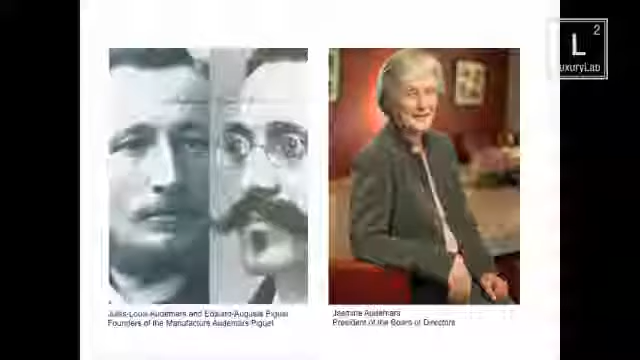 Jules-Louis Audemars and Edward-Auguste Piguet
Founders of the Manufacture Audemars Piguet
Jasmine Audemars
President of the Board of Directors
2
L
LuxuryLab